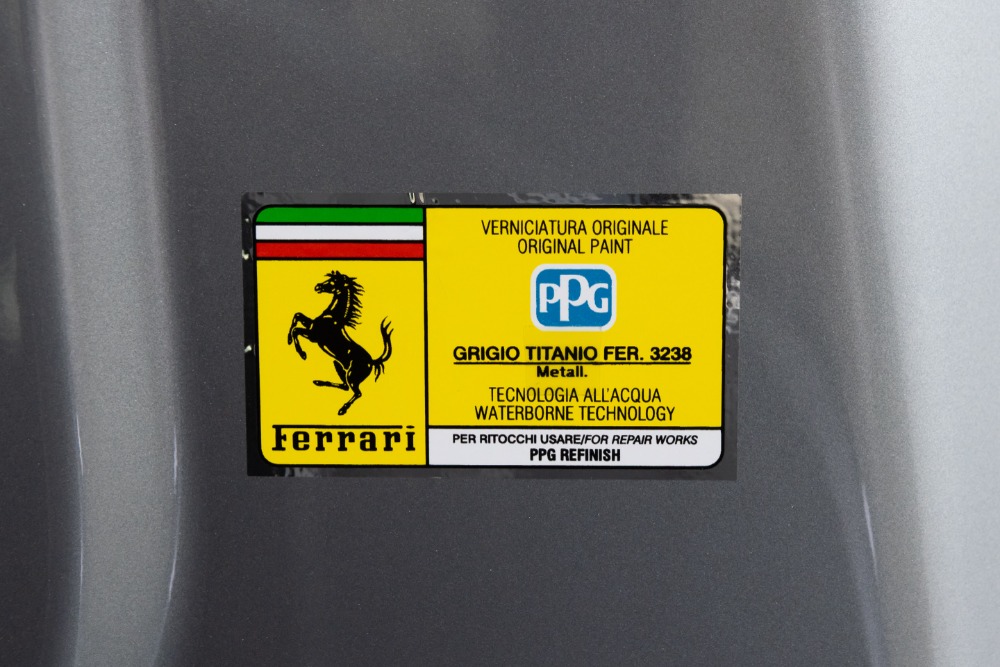 Ferrari
VERNICIATURA ORIGINALE
ORIGINAL PAINT
PPG
GRIGIO TITANIO FER. 3238
Metall.
TECNOLOGIA ALL'ACQUA
WATERBORNE TECHNOLOGY
PER RITOCCHI USARE/FOR REPAIR WORKS
PPG REFINISH